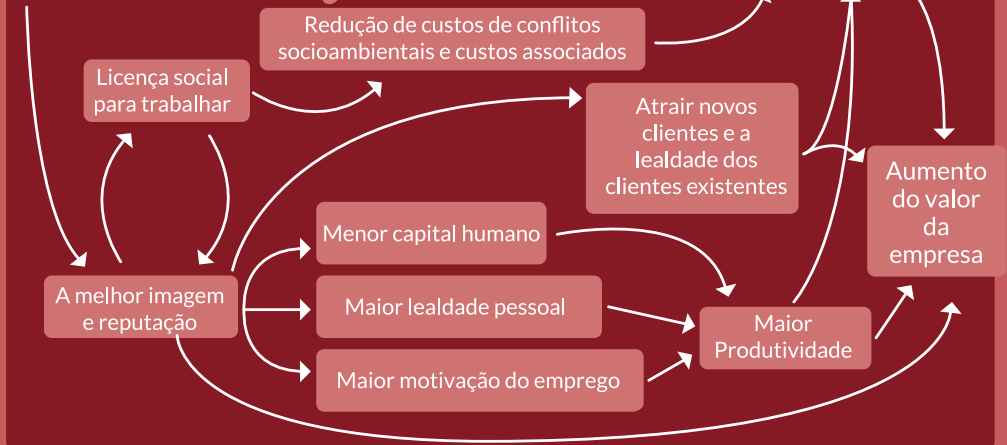 Redução de custos de conflitos
socioambientais e custos associados
Licença social
para trabalhar
Atrair novos
clientes e a
lealdade dos
clientes existentes
Aumento
do valor
da
empresa
Menor capital humano
A melhor imagem
e reputação
Maior lealdade pessoal
Maior
Produtividade
Maior motivação do emprego